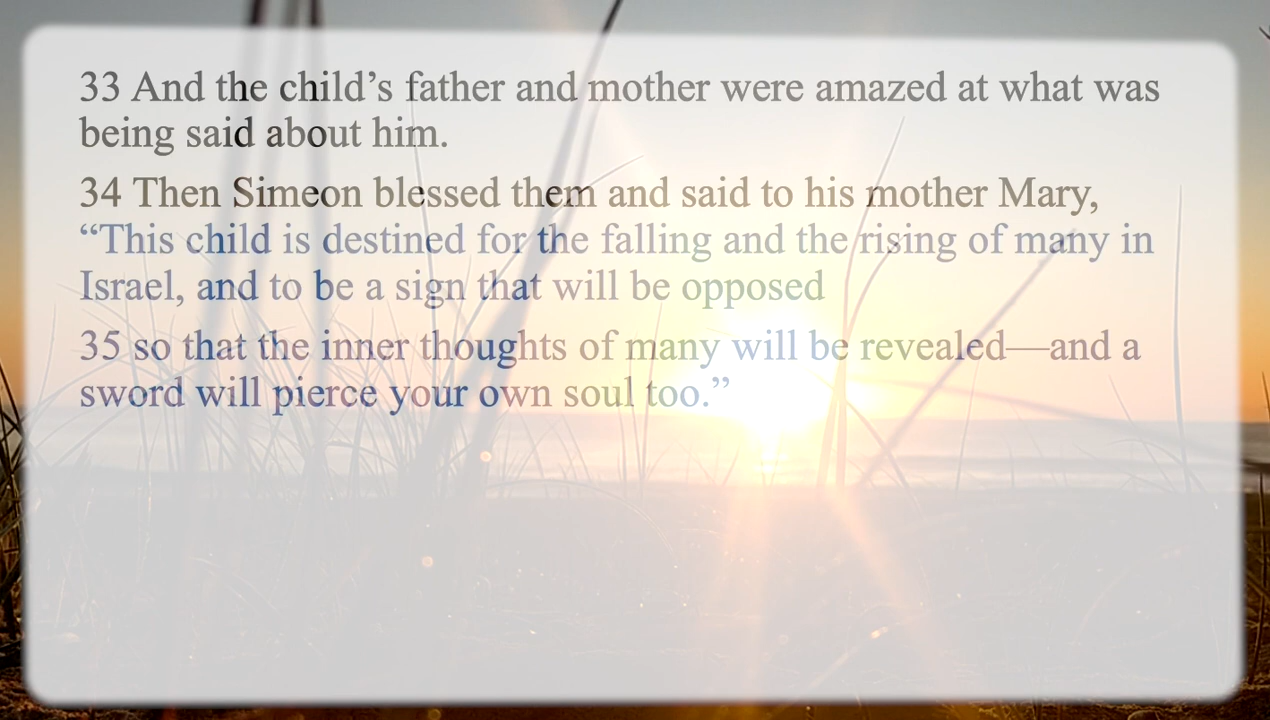 33 And the child’s father and mother were amazed at what was
being said about him.
34 Then Simeon blessed them and said to his mother Mary,
“This child is destined for the falling and the rising of many in
Israel, and to be a sign that will be opposed
35 so that the inner thoughts of many will be revealed—and a
sword will pierce your own soul too.”